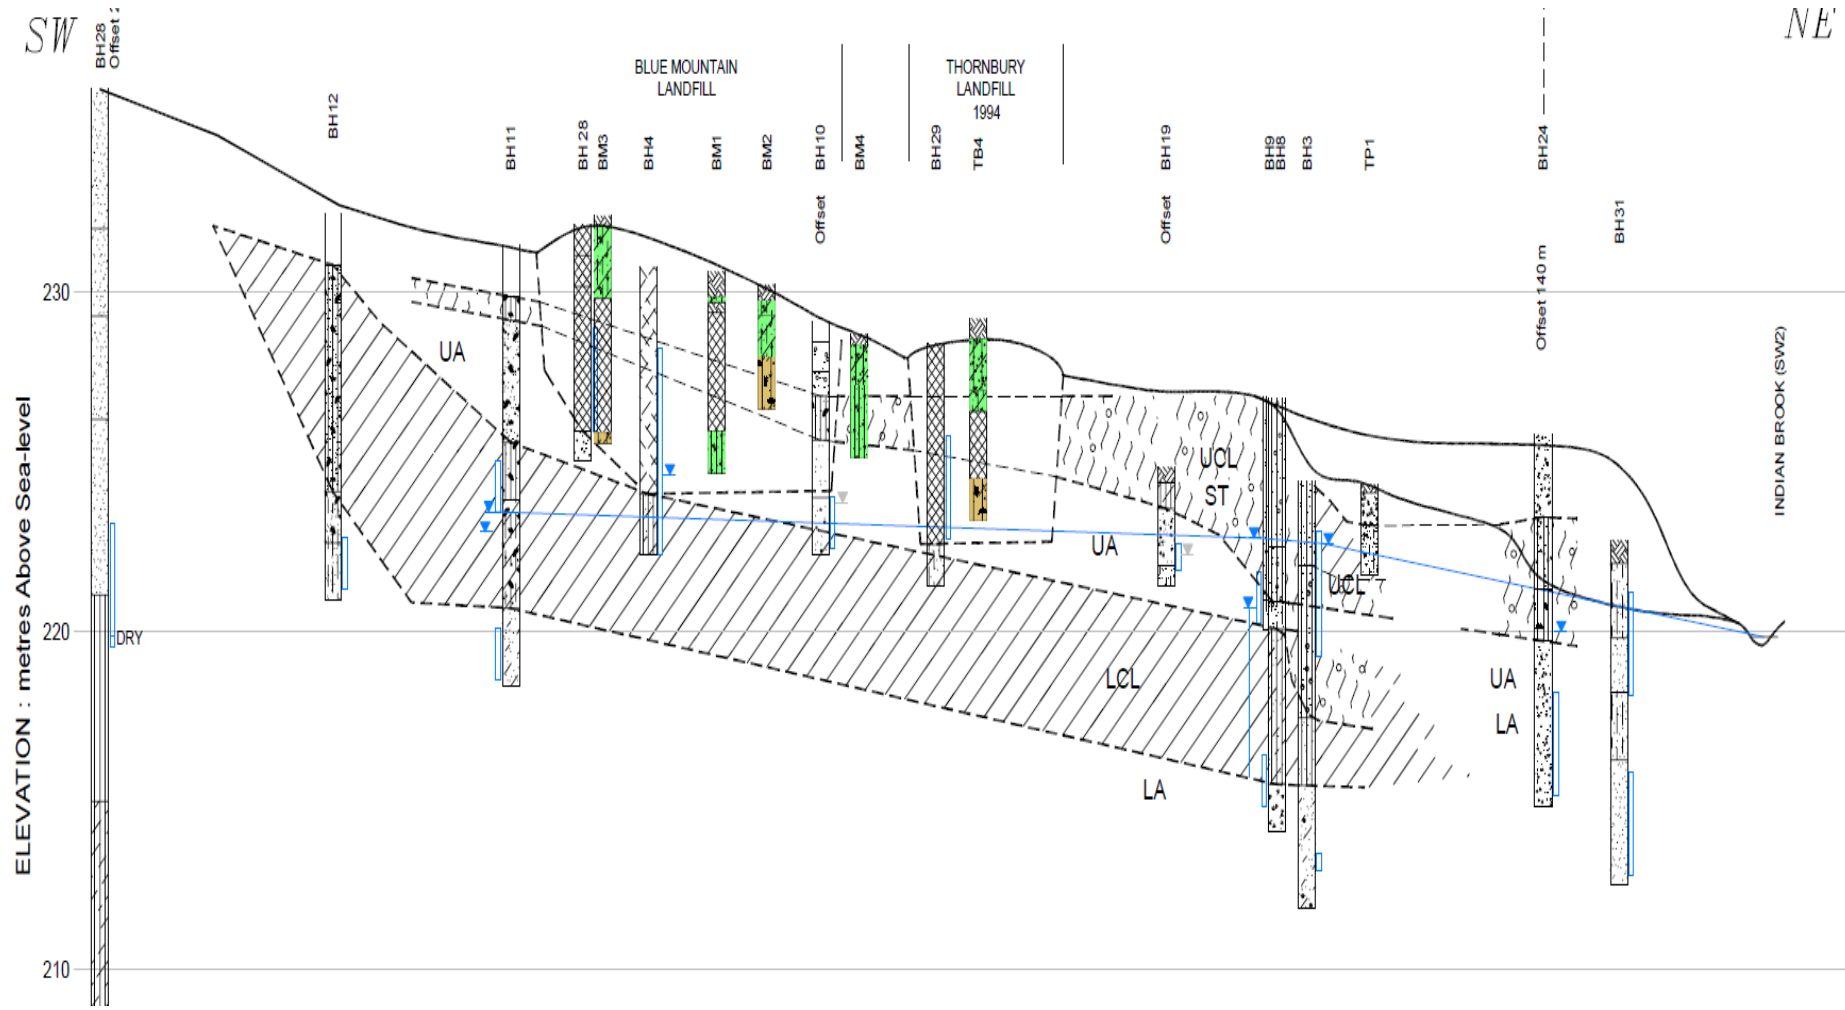 SW
NE
BH28
Offset
BLUE MOUNTAIN
LANDFILL
THORNBURY
LANDFILL
1994
BH12
BH11
BH 28
BM3
BH4
BM1
BM2
BH10
Offset
BM4
BH29
TB4
BH19
Offset
BH9
BH8
BH3
TP1
BH24
Offset 140 m
BH31
INDIAN BROOK (SW2)
ELEVATION : metres Above Sea-level
230
220
210
UA
UCL
ST
UA
UCL
LCL
UA
LA
LA
DRY